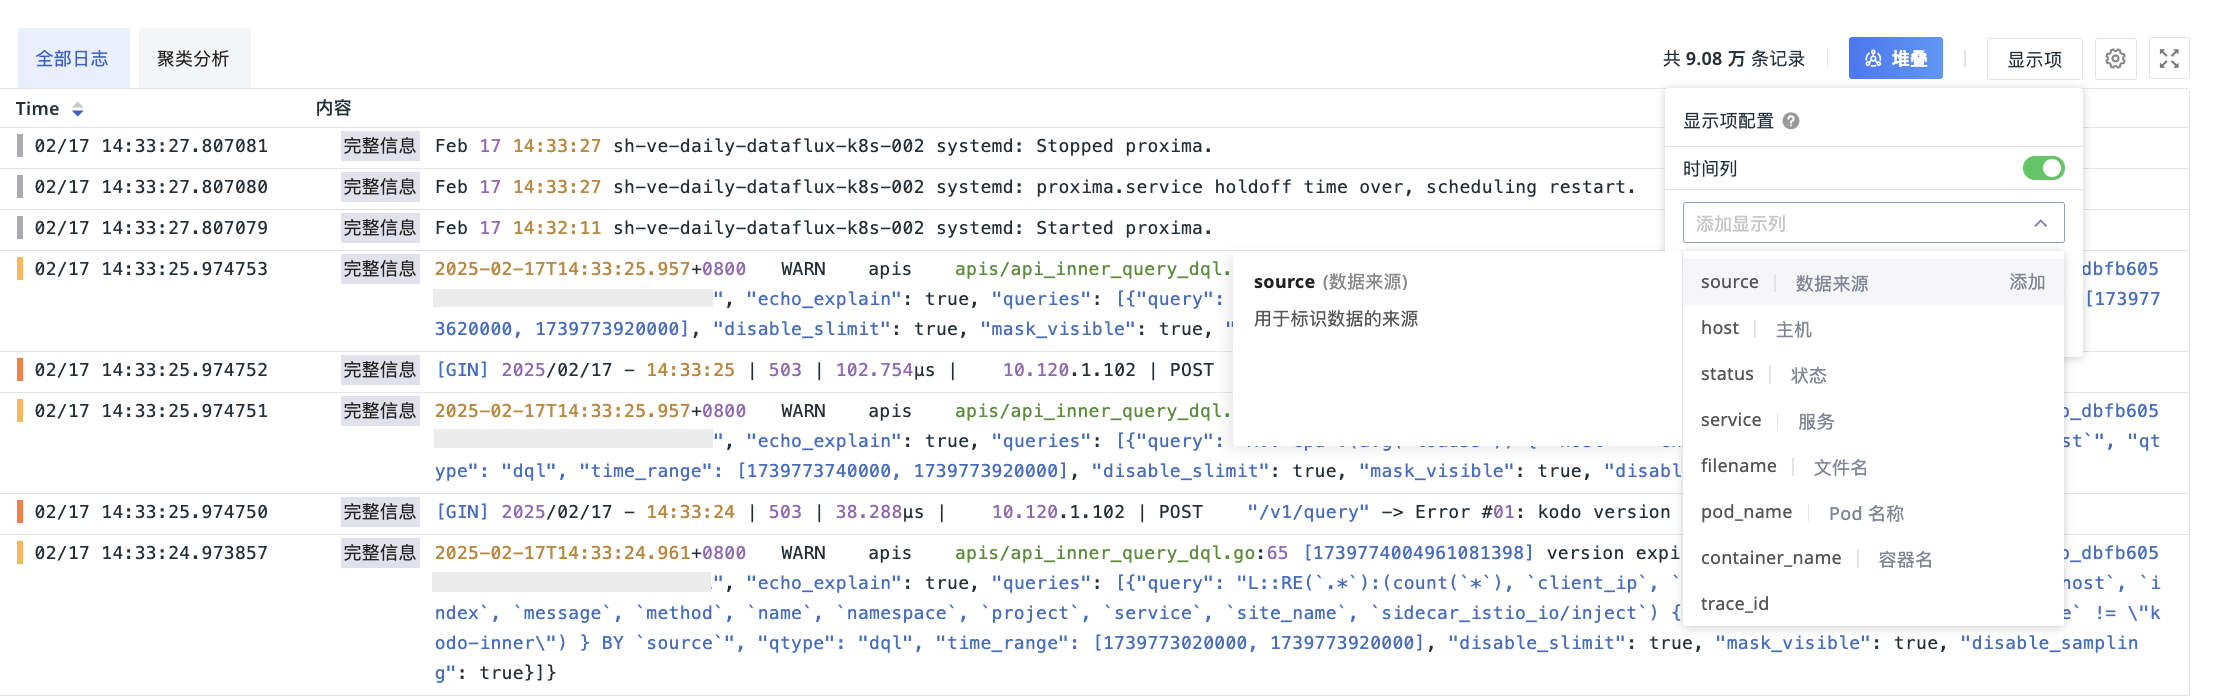 全部日志 聚类分析 共 9.08 万 条记录 堆叠 显示项
Time 内容
显示项配置
时间列
添加显示列
source 数据来源 添加
host 主机
status 状态
service 服务
filename 文件名
pod_name Pod 名称
container_name 容器名
trace_id
source (数据来源)
用于标识数据的来源
02/17 14:33:27.807081 完整信息 Feb 17 14:33:27 sh-ve-daily-dataflux-k8s-002 systemd: Stopped proxima.
02/17 14:33:27.807080 完整信息 Feb 17 14:33:27 sh-ve-daily-dataflux-k8s-002 systemd: proxima.service holdoff time over, scheduling restart.
02/17 14:33:27.807079 完整信息 Feb 17 14:32:11 sh-ve-daily-dataflux-k8s-002 systemd: Started proxima.
02/17 14:33:25.974753 完整信息 2025-02-17T14:33:25.957+0800 WARN apis apis/api_inner_query_dql. dbfb605
", "echo_explain": true, "queries": [{"query": [173977
3620000, 1739773920000], "disable_slimit": true, "mask_visible": true, "
02/17 14:33:25.974752 完整信息 [GIN] 2025/02/17 - 14:33:25 | 503 | 102.754µs | 10.120.1.102 | POST
02/17 14:33:25.974751 完整信息 2025-02-17T14:33:25.957+0800 WARN apis apis/api_inner_query_dql. _dbfb605
", "echo_explain": true, "queries": [{"query": st`", "qt
ype": "dql", "time_range": [1739773740000, 1739773920000], "disable_slimit": true, "mask_visible": true, "disabl
02/17 14:33:25.974750 完整信息 [GIN] 2025/02/17 - 14:33:24 | 503 | 38.288µs | 10.120.1.102 | POST "/v1/query" -> Error #01: kodo version
02/17 14:33:24.973857 完整信息 2025-02-17T14:33:24.961+0800 WARN apis apis/api_inner_query_dql.go:65 [1739774004961081398] version expi _dbfb605
", "echo_explain": true, "queries": [{"query": "L::RE(`.*`):(count(`*`), `client_ip`, ` host`, `i
ndex`, `message`, `method`, `name`, `namespace`, `project`, `service`, `site_name`, `sidecar_istio_io/inject`) { e` != \"k
odo-inner\") } BY `source`", "qtype": "dql", "time_range": [1739773020000, 1739773920000], "disable_slimit": true, "mask_visible": true, "disable_samplin
g": true}]}